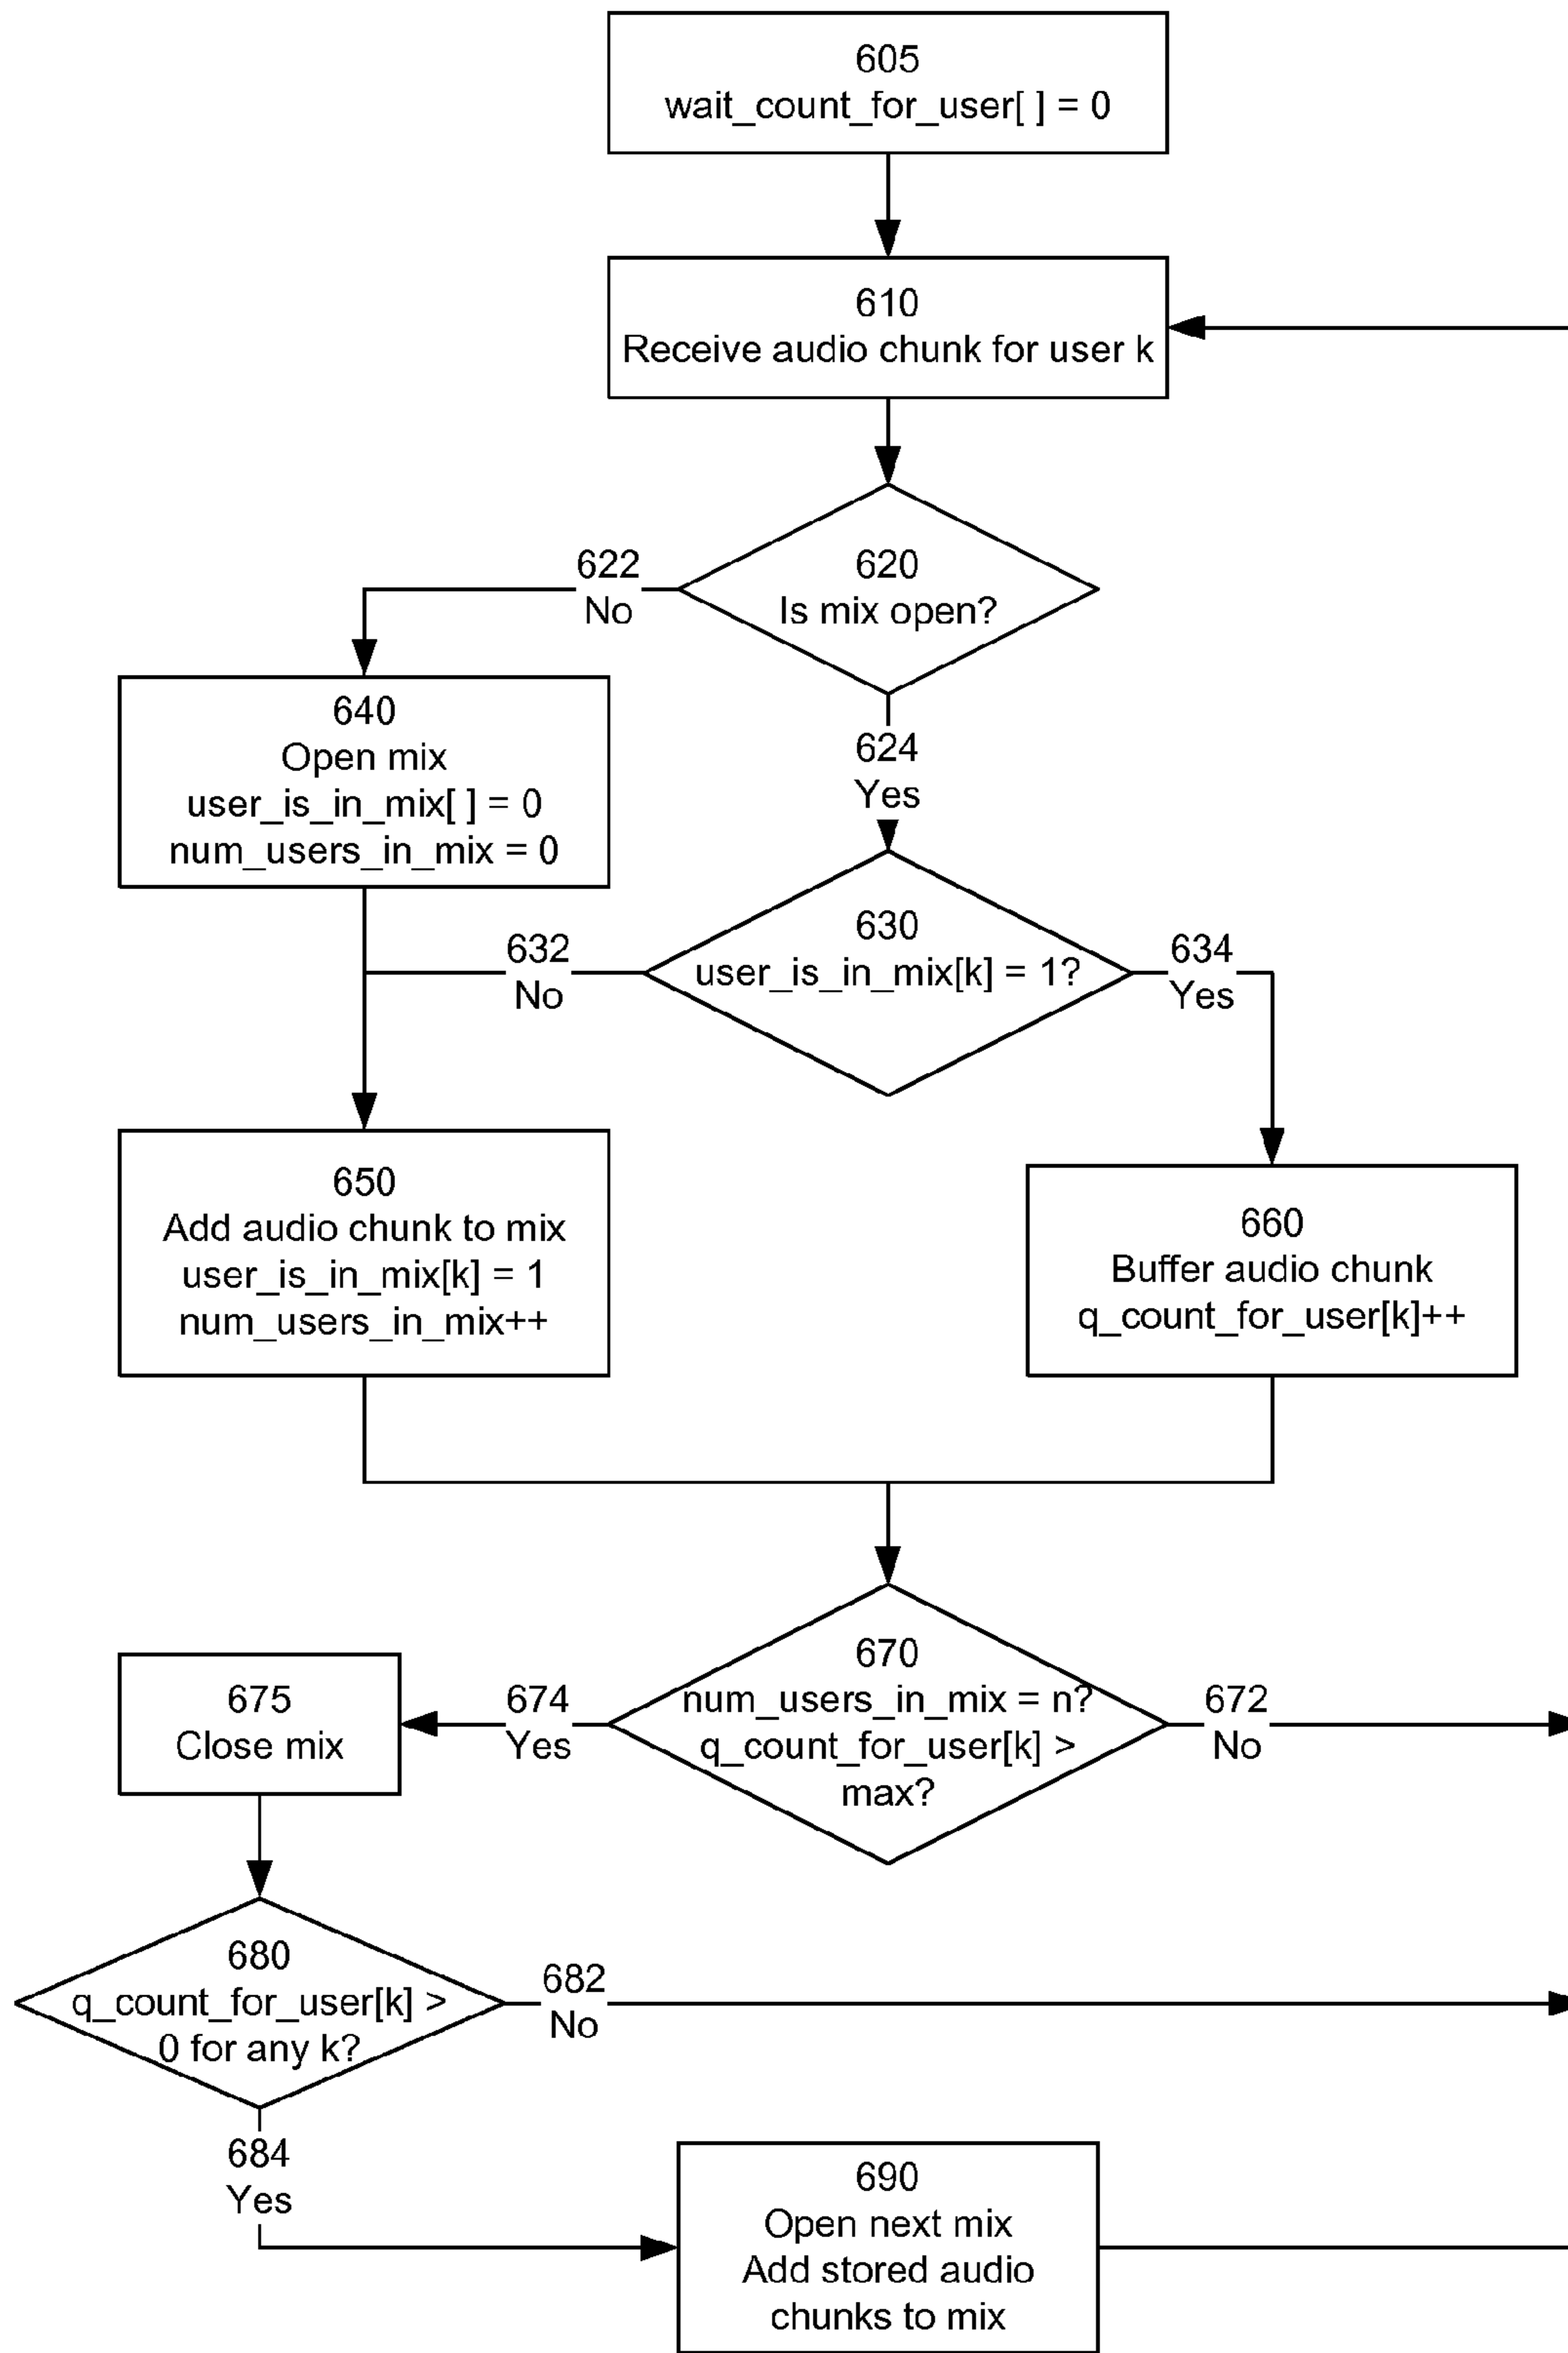 605
wait_count_for_user[ ] = 0
610
Receive audio chunk for user k
620
Is mix open?
622
No
624
Yes
640
Open mix
user_is_in_mix[ ] = 0
num_users_in_mix = 0
630
user_is_in_mix[k] = 1?
632
No
634
Yes
650
Add audio chunk to mix
user_is_in_mix[k] = 1
num_users_in_mix++
660
Buffer audio chunk
q_count_for_user[k]++
670
num_users_in_mix = n?
q_count_for_user[k] >
max?
674
Yes
672
No
675
Close mix
680
q_count_for_user[k] >
0 for any k?
682
No
684
Yes
690
Open next mix
Add stored audio
chunks to mix